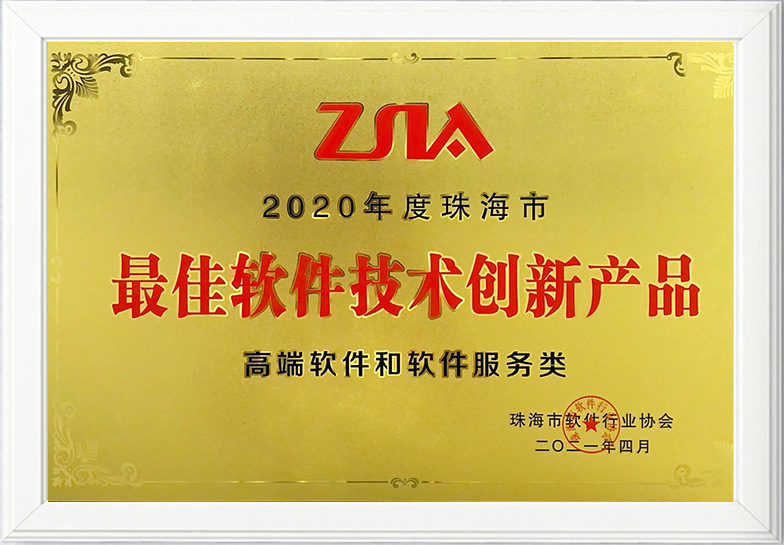 ZSIA
2020年度珠海市
最佳软件技术创新产品
高端软件和软件服务类
珠海市软件行业协会
二〇二一年四月